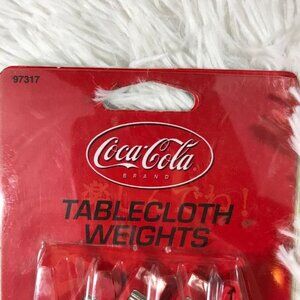 97317
Coca-Cola
BRAND
TABLECLOTH
WEIGHTS